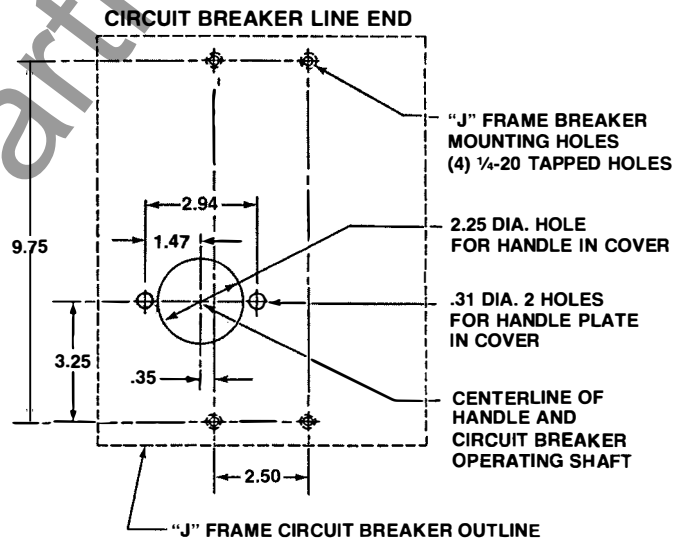 CIRCUIT BREAKER LINE END
"J" FRAME BREAKER
MOUNTING HOLES
(4) ¼-20 TAPPED HOLES
2.94
2.25 DIA. HOLE
FOR HANDLE IN COVER
1.47
9.75
.31 DIA. 2 HOLES
FOR HANDLE PLATE
IN COVER
3.25
.35
CENTERLINE OF
HANDLE AND
CIRCUIT BREAKER
OPERATING SHAFT
2.50
"J" FRAME CIRCUIT BREAKER OUTLINE